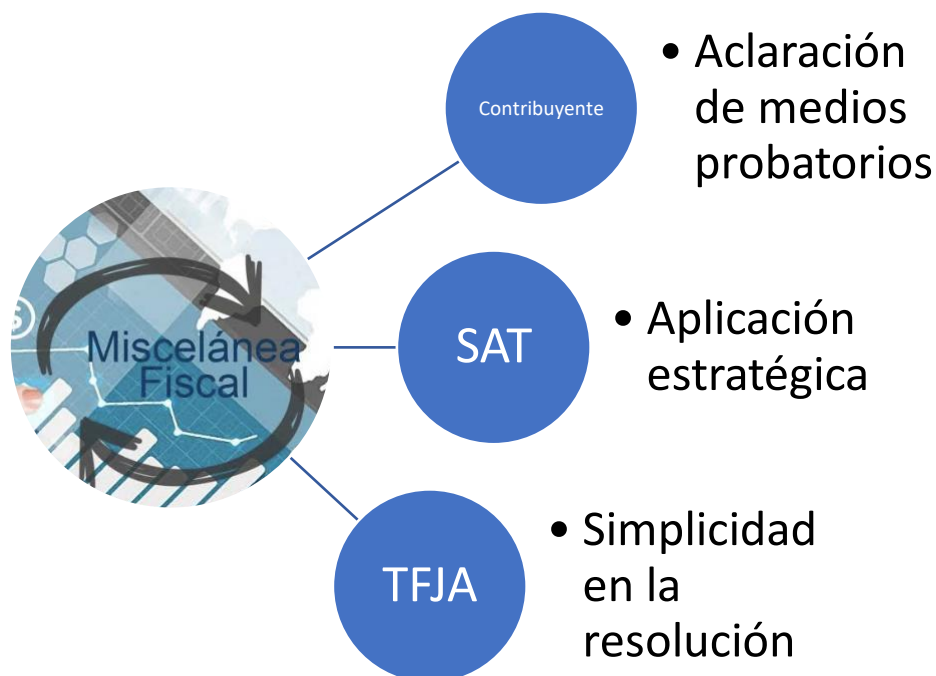 Contribuyente
• Aclaración
de medios
probatorios
Miscelánea
Fiscal
SAT
• Aplicación
estratégica
TFJA
• Simplicidad
en la
resolución
$